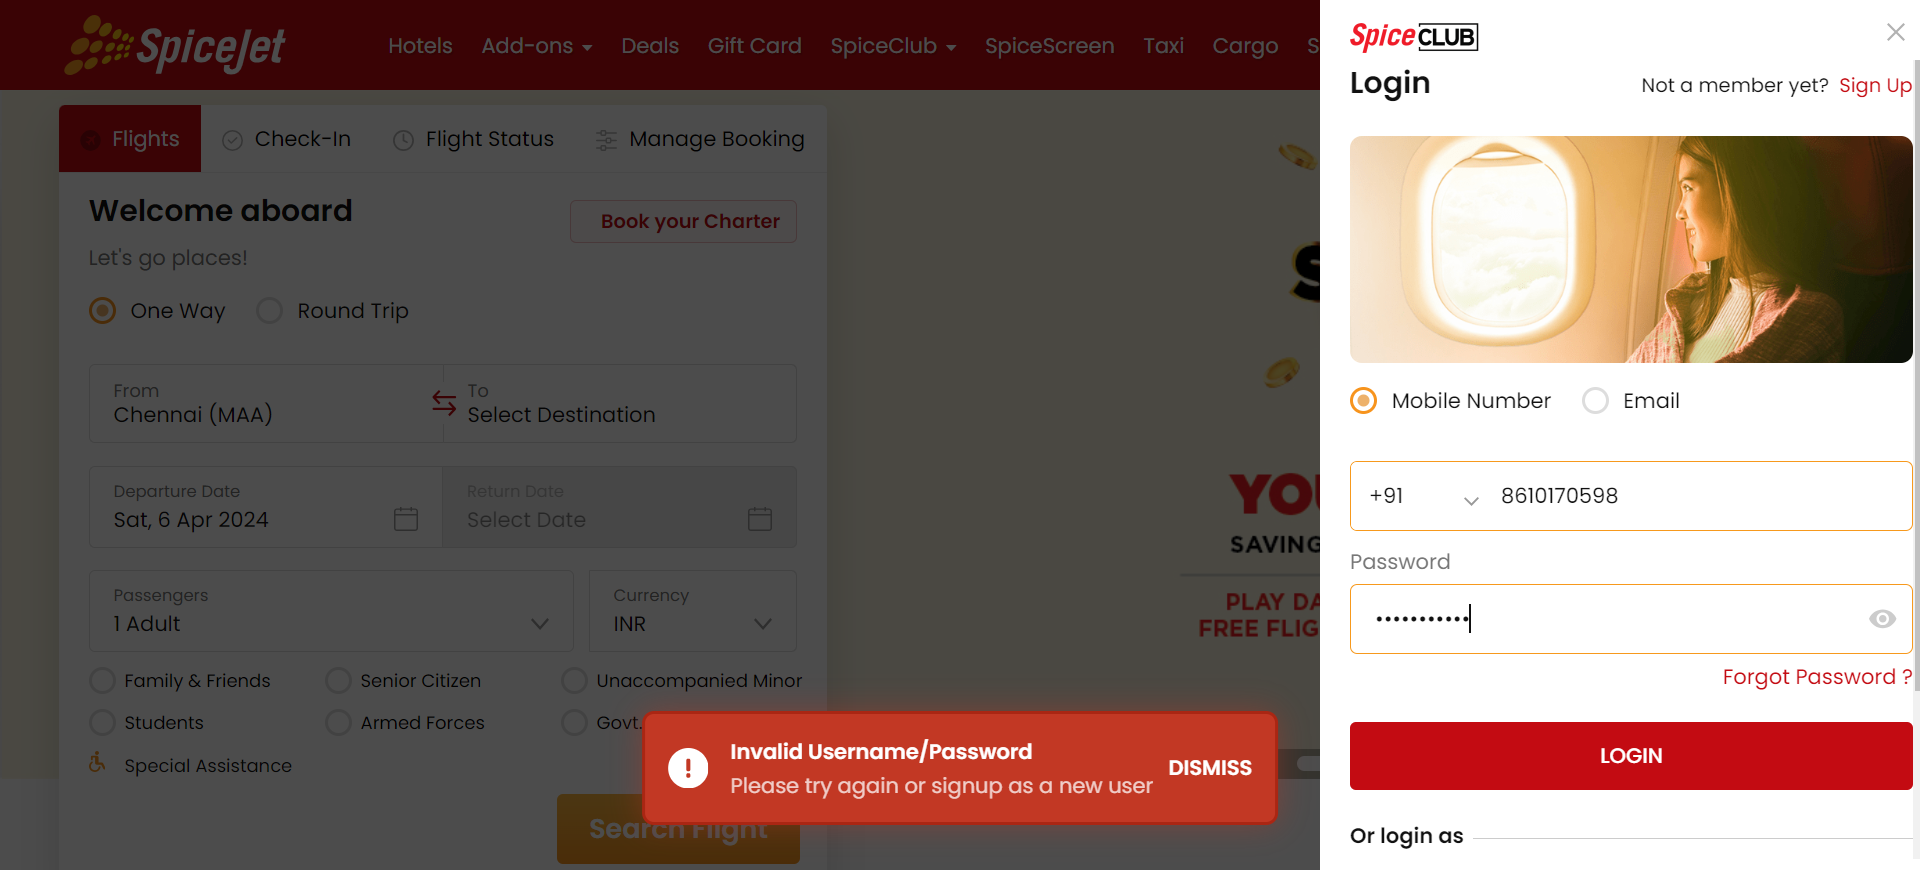 SpiceJet
Hotels Add-ons Deals Gift Card SpiceClub SpiceScreen Taxi Cargo S
Flights Check-In Flight Status Manage Booking
Welcome aboard
Book your Charter
Let's go places!
One Way Round Trip
From
Chennai (MAA)
To
Select Destination
Departure Date
Sat, 6 Apr 2024
Return Date
Select Date
Passengers
1 Adult
Currency
INR
Family & Friends Senior Citizen Unaccompanied Minor
Students Armed Forces Govt.
Special Assistance
Search Flight
S
YOU
SAVING
PLAY DA
FREE FLIG
Invalid Username/Password
Please try again or signup as a new user
DISMISS
Spice CLUB
Login
Not a member yet? Sign Up
Mobile Number Email
+91 8610170598
Password
•••••••••••
Forgot Password ?
LOGIN
Or login as